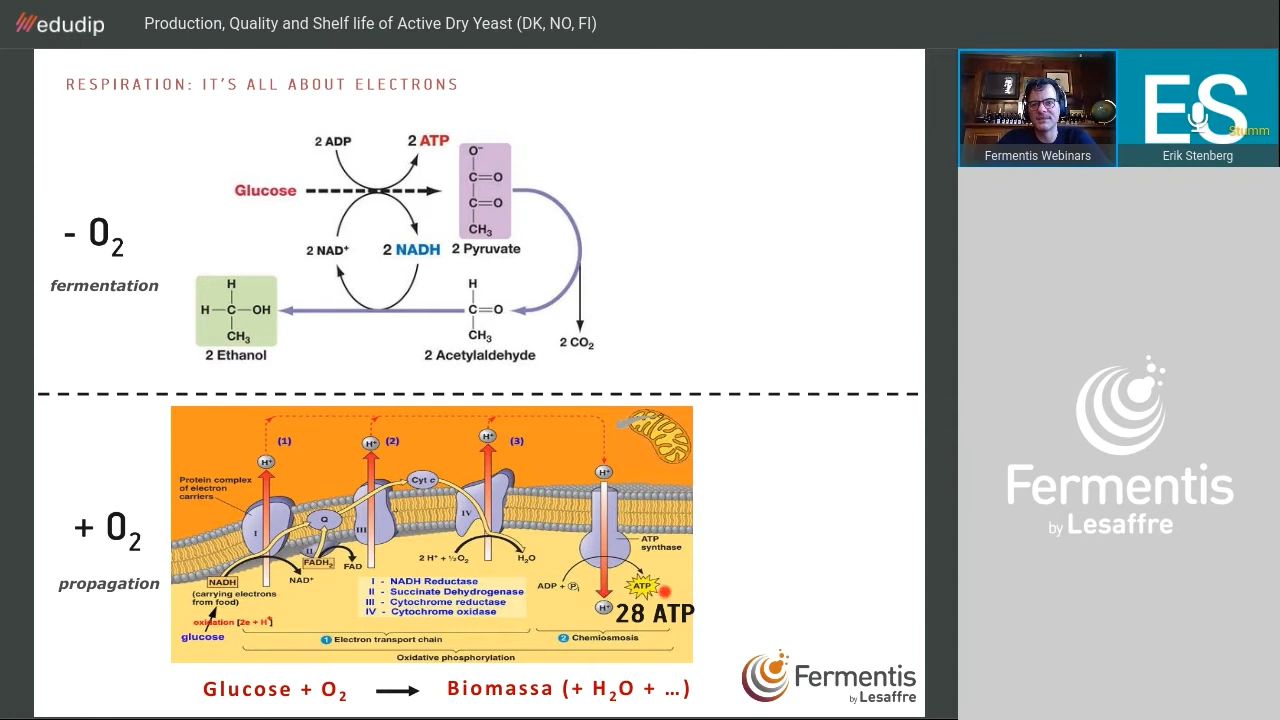 edudip
Production, Quality and Shelf life of Active Dry Yeast (DK, NO, FI)
RESPIRATION: IT'S ALL ABOUT ELECTRONS
- O2
fermentation
2 ADP
2 ATP
Glucose
2 NAD+
2 NADH
O-
C=O
C=O
CH3
2 Pyruvate
H
H-C-OH
CH3
2 Ethanol
H
C=O
CH3
2 Acetylaldehyde
2 CO2
+ O2
propagation
H+
(1)
H+
(2)
H+
(3)
H+
Protein complex
of electron
carriers
Cyt c
I
Q
II
III
IV
NADH
NAD+
FADH2
FAD
2 H+ + ½O2
H2O
ATP
synthase
ADP + Pi
ATP
H+
28 ATP
(carrying electrons
from food)
oxidation [2e + H+]
glucose
I - NADH Reductase
II - Succinate Dehydrogenase
III - Cytochrome reductase
IV - Cytochrome oxidase
1 Electron transport chain
2 Chemiosmosis
Oxidative phosphorylation
Glucose + O2
Biomassa (+ H2O + ...)
Fermentis
by Lesaffre
Fermentis Webinars
ES
Stumm
Erik Stenberg
Fermentis
by Lesaffre